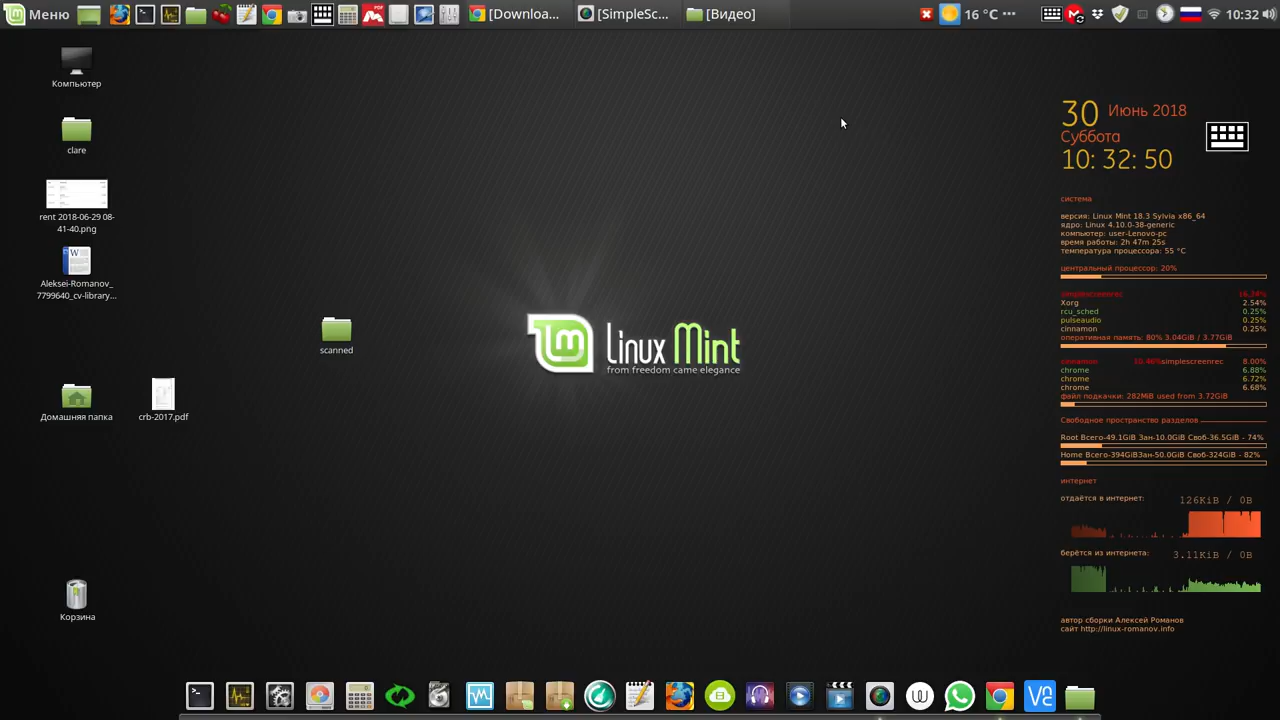 Меню
[Downloa...
[SimpleSc...
[Видео]
16 °C
10:32
Компьютер
clare
rent 2018-06-29 08-
41-40.png
Aleksei-Romanov_
7799640_cv-library...
scanned
Домашняя папка
crb-2017.pdf
Корзина
Linux Mint
from freedom came elegance
30 Июнь 2018
Суббота
10: 32: 50
система
версия: Linux Mint 18.3 Sylvia x86_64
ядро: Linux 4.10.0-38-generic
компьютер: user-Lenovo-pc
время работы: 2h 47m 25s
температура процессора: 55 °C
центральный процессор: 20%
simplescreenrec 16.24%
Xorg 2.54%
rcu_sched 0.25%
pulseaudio 0.25%
cinnamon 0.25%
оперативная память: 80% 3.04GiB / 3.77GiB
cinnamon 10.46%simplescreenrec 8.00%
chrome 6.88%
chrome 6.72%
chrome 6.68%
файл подкачки: 282MiB used from 3.72GiB
Свободное пространство разделов
Root Всего-49.1GiB Зан-10.0GiB Своб-36.5GiB - 74%
Home Всего-394GiBЗан-50.0GiB Своб-324GiB - 82%
интернет
отдаётся в интернет: 126KiB / 0B
берётся из интернета: 3.11KiB / 0B
автор сборки Алексей Романов
сайт http://linux-romanov.info